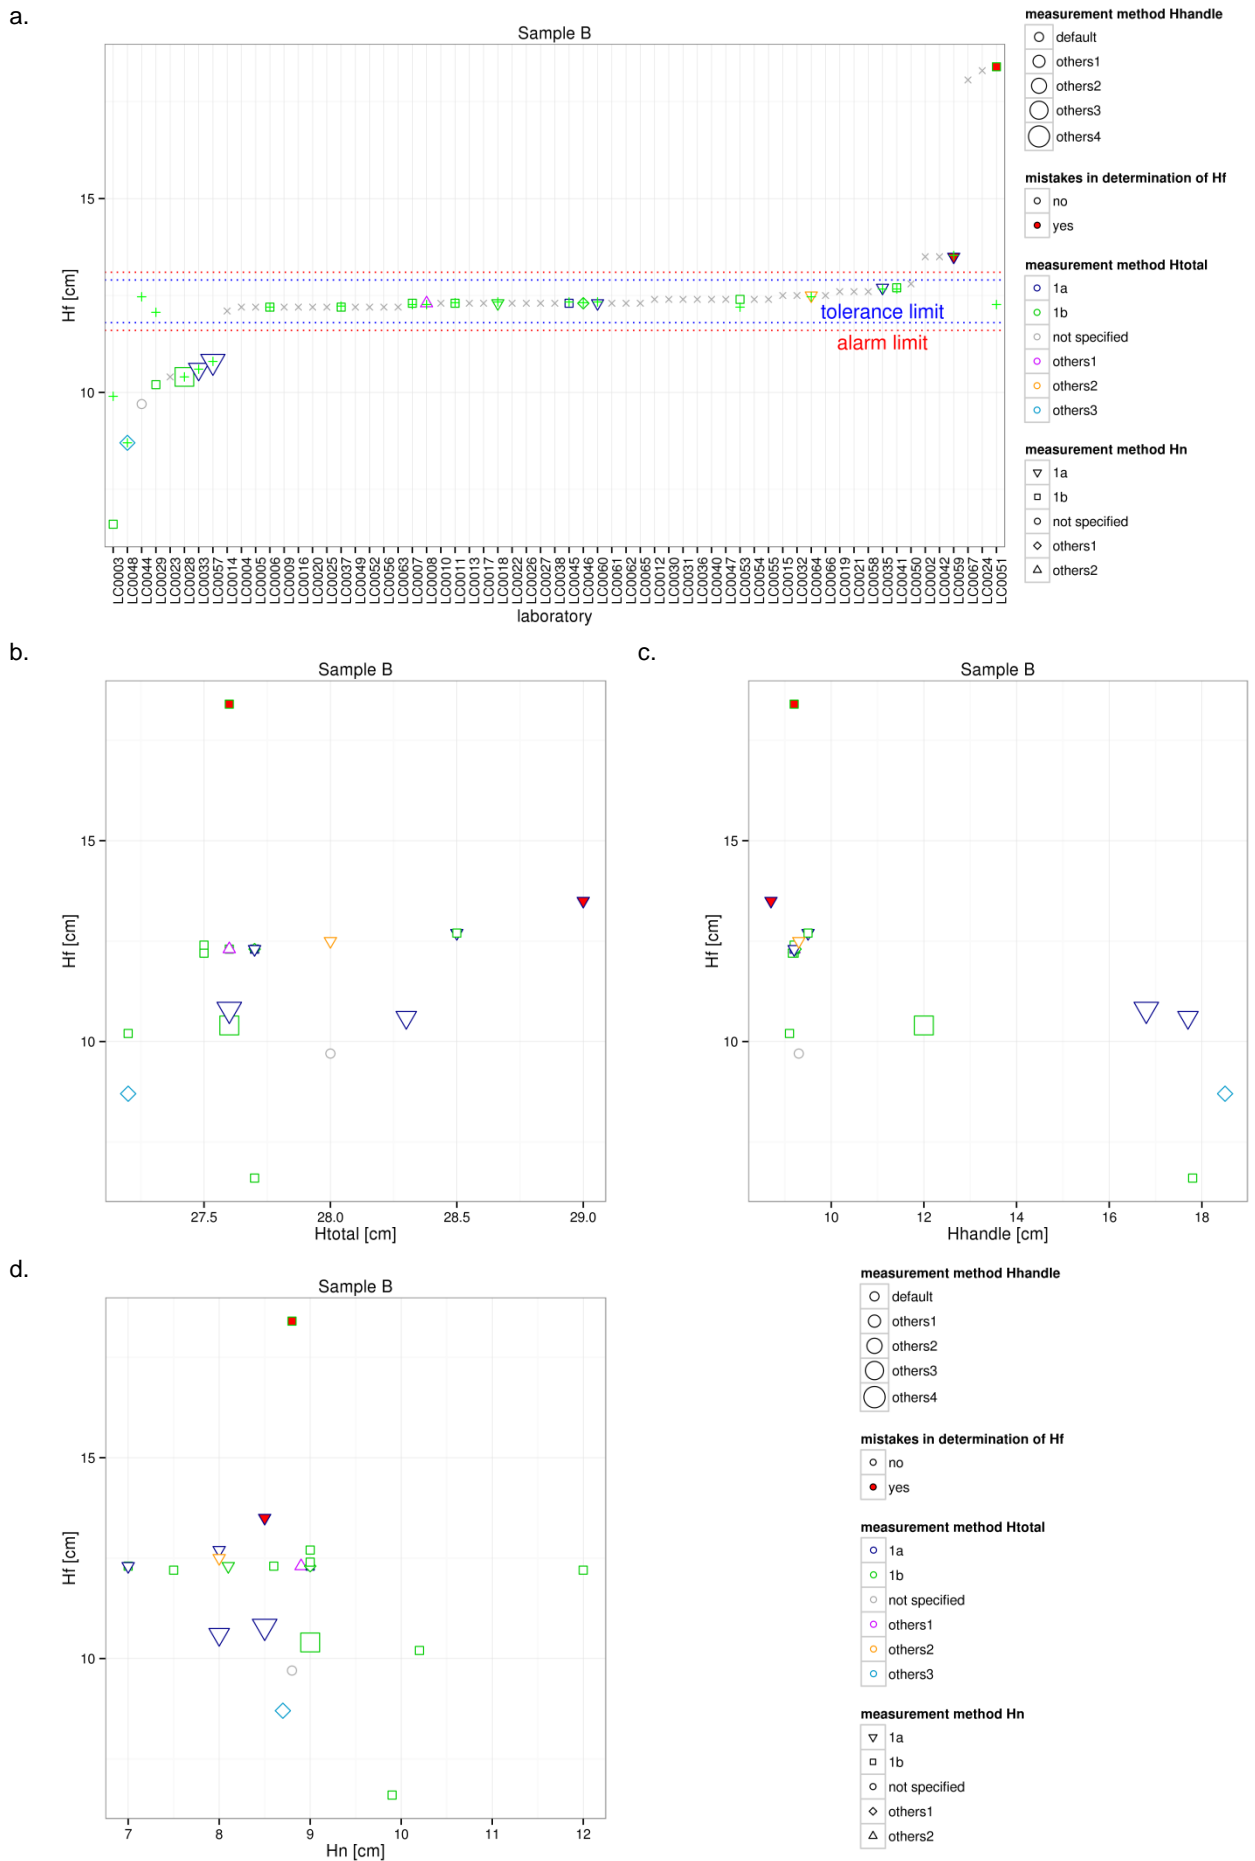 a.
Sample B
15
10
Hf [cm]
tolerance limit
alarm limit
LC0003
LC0048
LC0044
LC0029
LC0023
LC0028
LC0033
LC0057
LC0014
LC0004
LC0005
LC0006
LC0009
LC0016
LC0020
LC0025
LC0037
LC0049
LC0052
LC0056
LC0063
LC0007
LC0008
LC0010
LC0011
LC0013
LC0017
LC0018
LC0022
LC0026
LC0027
LC0038
LC0045
LC0046
LC0060
LC0061
LC0062
LC0065
LC0012
LC0030
LC0031
LC0036
LC0040
LC0047
LC0053
LC0054
LC0055
LC0015
LC0032
LC0064
LC0066
LC0019
LC0021
LC0058
LC0035
LC0041
LC0050
LC0002
LC0042
LC0059
LC0067
LC0024
LC0051
laboratory
measurement method Hhandle
default
others1
others2
others3
others4
mistakes in determination of Hf
no
yes
measurement method Htotal
1a
1b
not specified
others1
others2
others3
measurement method Hn
1a
1b
not specified
others1
others2
b.
Sample B
15
10
Hf [cm]
27.5 28.0 28.5 29.0
Htotal [cm]
c.
Sample B
15
10
Hf [cm]
10 12 14 16 18
Hhandle [cm]
d.
Sample B
15
10
Hf [cm]
7 8 9 10 11 12
Hn [cm]
measurement method Hhandle
default
others1
others2
others3
others4
mistakes in determination of Hf
no
yes
measurement method Htotal
1a
1b
not specified
others1
others2
others3
measurement method Hn
1a
1b
not specified
others1
others2